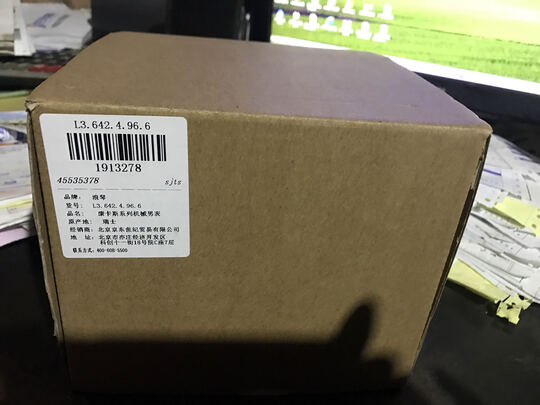 L3.642.4.96.6
1913278
45535378 sjts
品牌: 浪琴
货号: L3.642.4.96.6
品名: 康卡斯系列机械男表
原产地: 瑞士
经销商: 北京京东世纪贸易有限公司
地 址: 北京市亦庄经济开发区
科创十一街18号院C座7层
联系方式: 400-608-5500